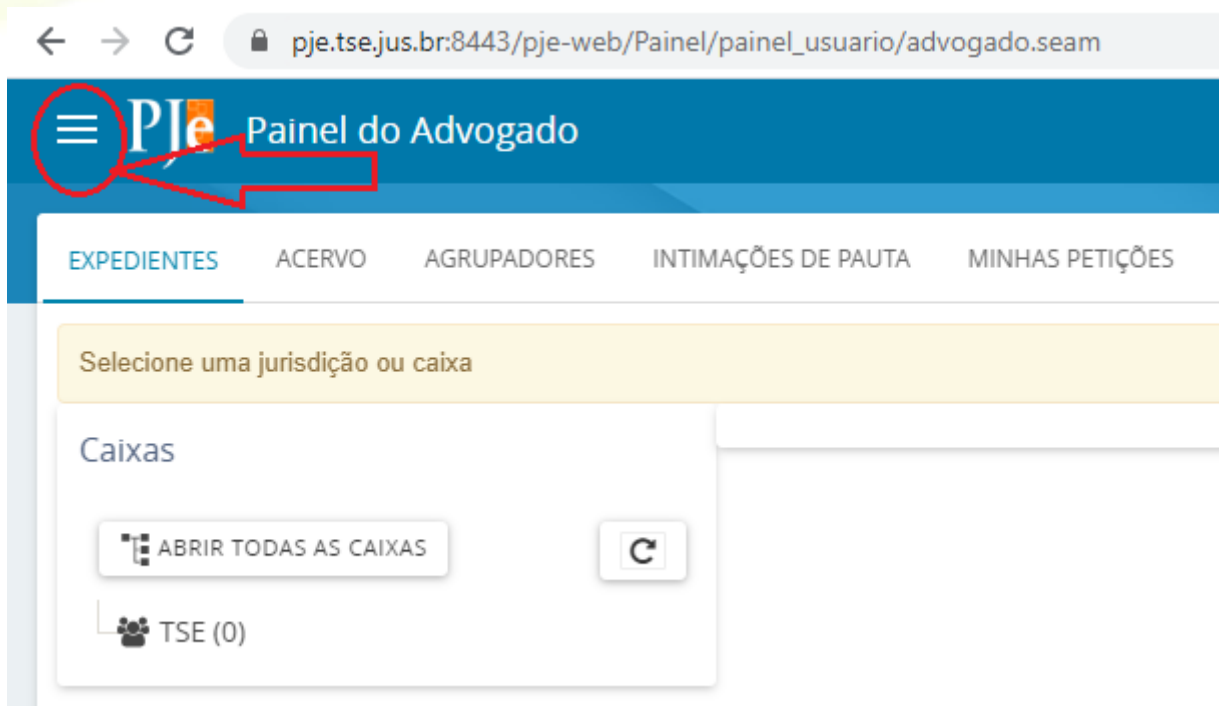 pje.tse.jus.br:8443/pje-web/Painel/painel_usuario/advogado.seam
PJe Painel do Advogado
EXPEDIENTES ACERVO AGRUPADORES INTIMAÇÕES DE PAUTA MINHAS PETIÇÕES
Selecione uma jurisdição ou caixa
Caixas
ABRIR TODAS AS CAIXAS
TSE (0)